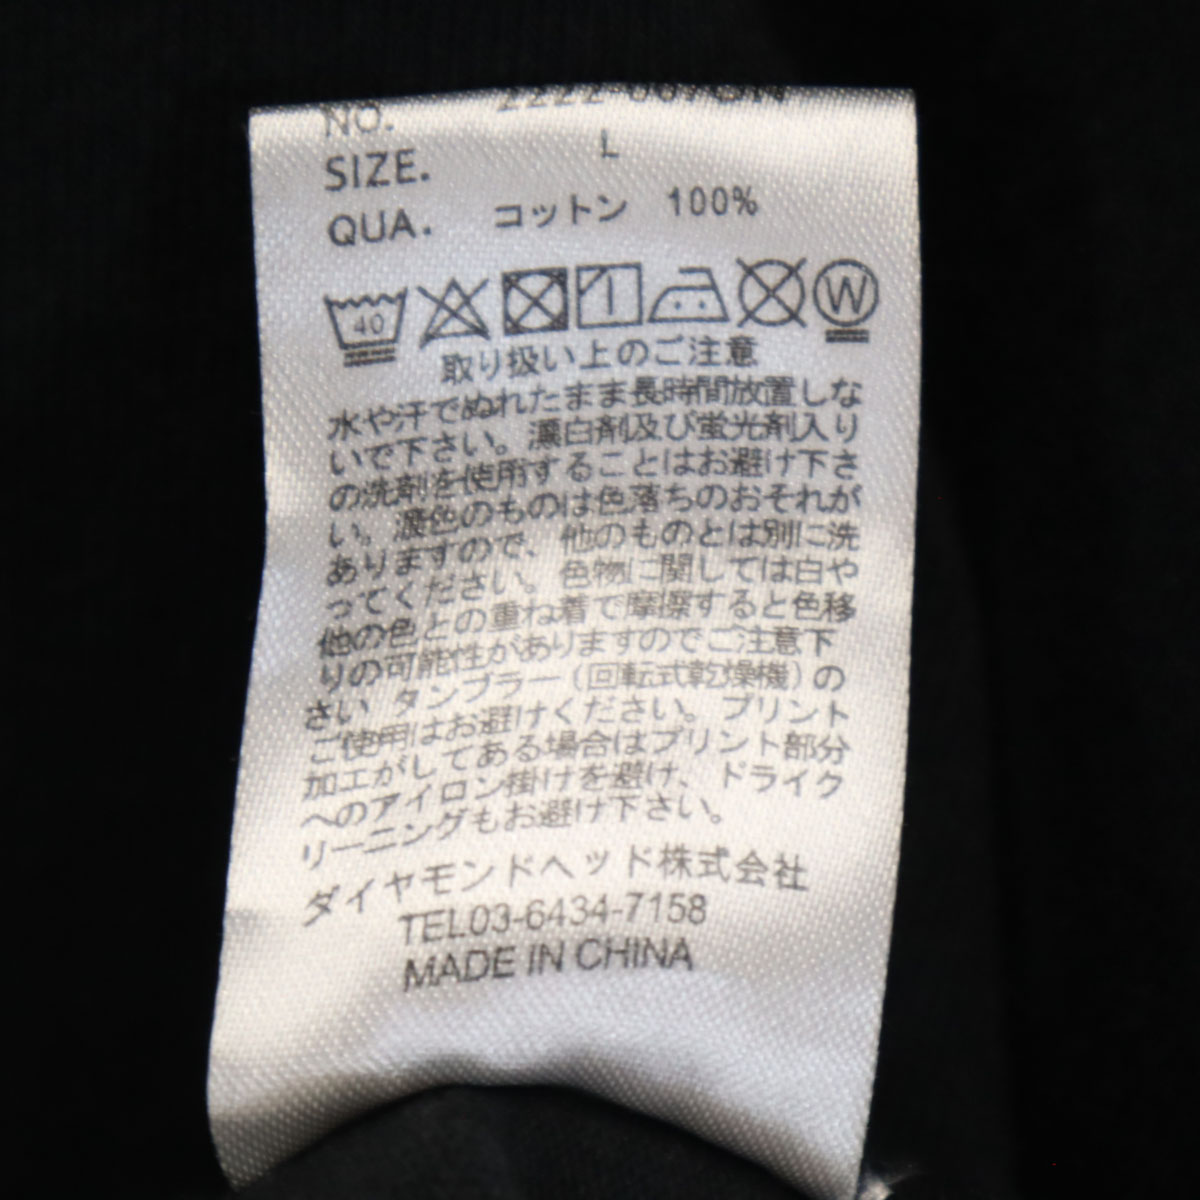 NO.
SIZE. L
QUA. コットン 100%
40 W
取り扱い上のご注意
水や汗でぬれたまま長時間放置しな
いで下さい。漂白剤及び蛍光剤入り
の洗剤を使用することはお避け下さ
い。濃色のものは色落ちのおそれが
ありますので、他のものとは別に洗
ってください。色物に関しては白や
他の色との重ね着で摩擦すると色移
りの可能性がありますのでご注意下
さい タンブラー(回転式乾燥機)の
ご使用はお避けください。プリント
加工がしてある場合はプリント部分
へのアイロン掛けを避け、ドライク
リーニングもお避け下さい。
ダイヤモンドヘッド株式会社
TEL03-6434-7158
MADE IN CHINA